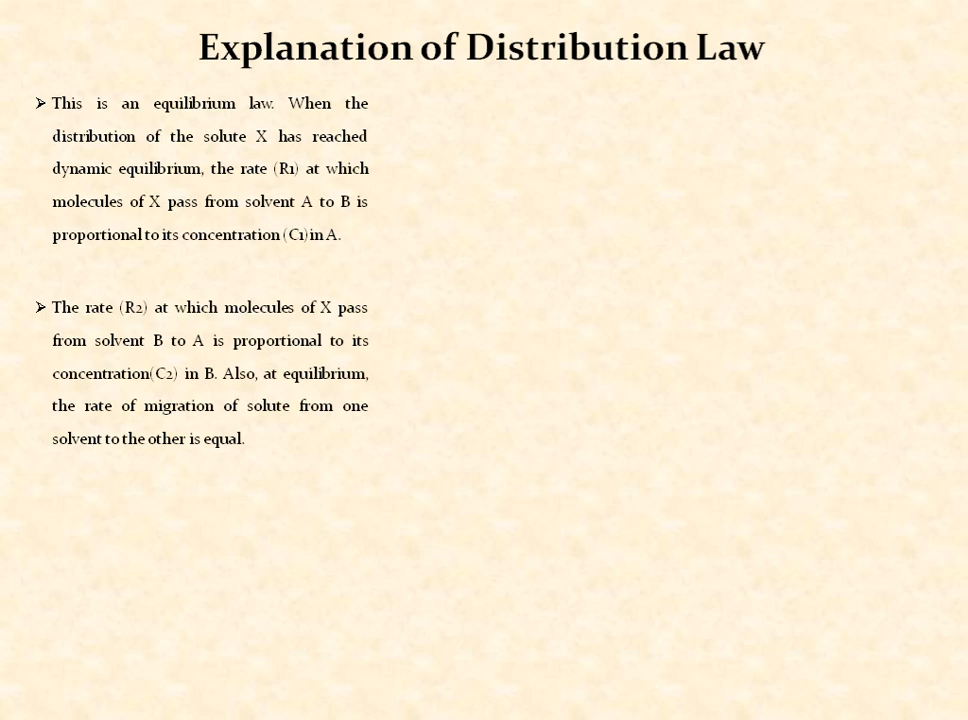 Explanation of Distribution Law
➢ This is an equilibrium law. When the
distribution of the solute X has reached
dynamic equilibrium, the rate (R1) at which
molecules of X pass from solvent A to B is
proportional to its concentration (C1) in A.
➢ The rate (R2) at which molecules of X pass
from solvent B to A is proportional to its
concentration(C2) in B. Also, at equilibrium,
the rate of migration of solute from one
solvent to the other is equal.